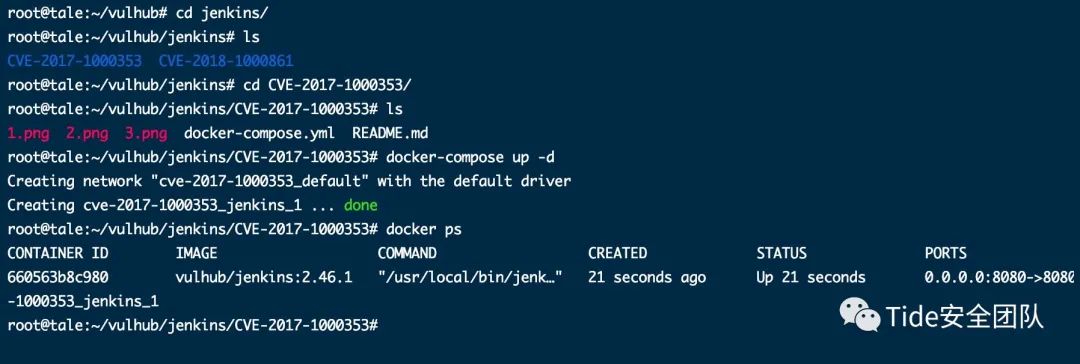 root@tale:~/vulhub# cd jenkins/
root@tale:~/vulhub/jenkins# ls
CVE-2017-1000353  CVE-2018-1000861
root@tale:~/vulhub/jenkins# cd CVE-2017-1000353/
root@tale:~/vulhub/jenkins/CVE-2017-1000353# ls
1.png  2.png  3.png  docker-compose.yml  README.md
root@tale:~/vulhub/jenkins/CVE-2017-1000353# docker-compose up -d
Creating network "cve-2017-1000353_default" with the default driver
Creating cve-2017-1000353_jenkins_1 ... done
root@tale:~/vulhub/jenkins/CVE-2017-1000353# docker ps
CONTAINER ID        IMAGE                   COMMAND                  CREATED             STATUS              PORTS
660563b8c980        vulhub/jenkins:2.46.1   "/usr/local/bin/jenk…"   21 seconds ago      Up 21 seconds       0.0.0.0:8080->8080
-1000353_jenkins_1
root@tale:~/vulhub/jenkins/CVE-2017-1000353#
Tide安全团队